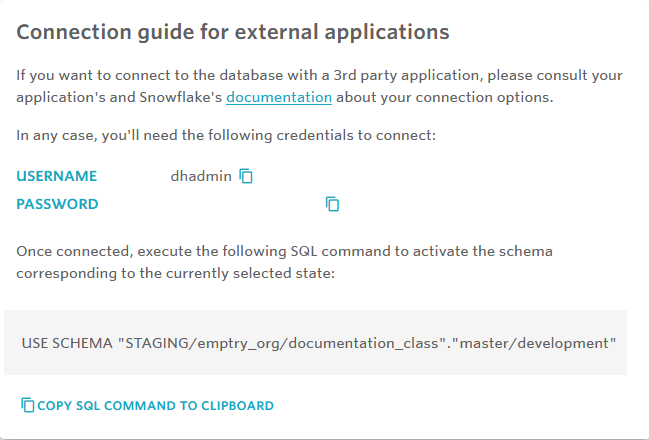 Connection guide for external applications
If you want to connect to the database with a 3rd party application, please consult your
application's and Snowflake's documentation about your connection options.
In any case, you'll need the following credentials to connect:
USERNAME dhadmin
PASSWORD
Once connected, execute the following SQL command to activate the schema
corresponding to the currently selected state:
USE SCHEMA "STAGING/emptry_org/documentation_class"."master/development"
COPY SQL COMMAND TO CLIPBOARD